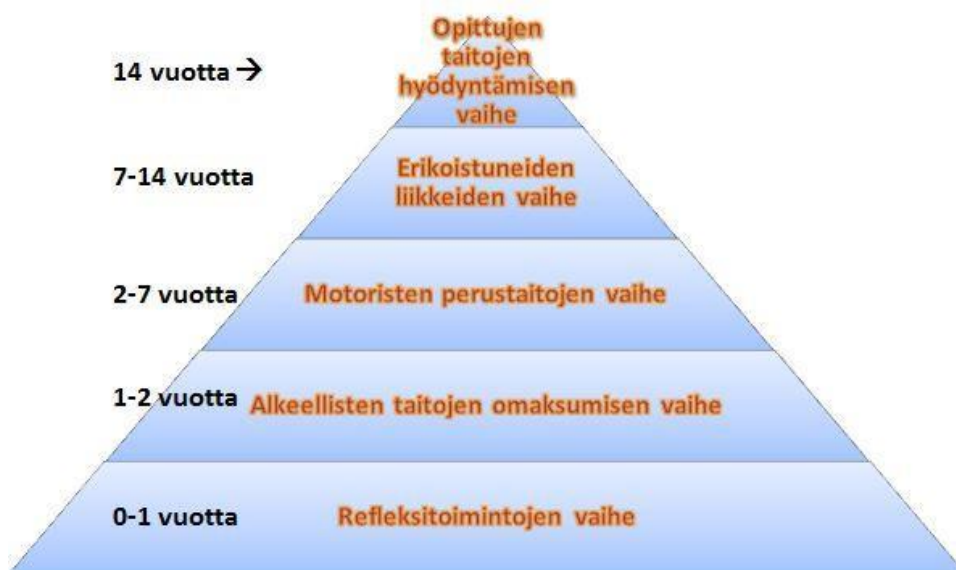 Opittujen
taitojen
14 vuotta →
hyödyntämisen
vaihe
7-14 vuotta
Erikoistuneiden
liikkeiden vaihe
2-7 vuotta
Motoristen perustaitojen vaihe
1-2 vuotta
Alkeellisten taitojen omaksumisen vaihe
0-1 vuotta
Refleksitoimintojen vaihe